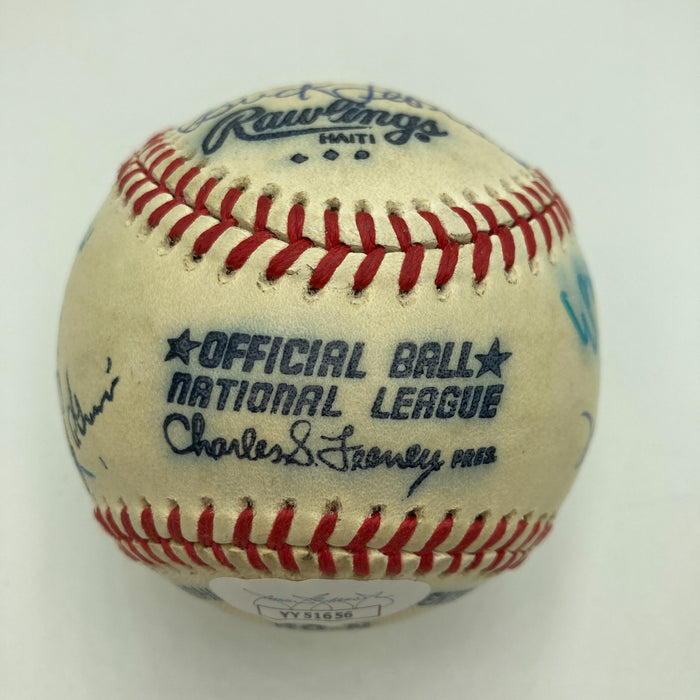 Rawlings
HAITI
★OFFICIAL BALL★
NATIONAL LEAGUE
Charles S. Feeney PRES.
YY51656